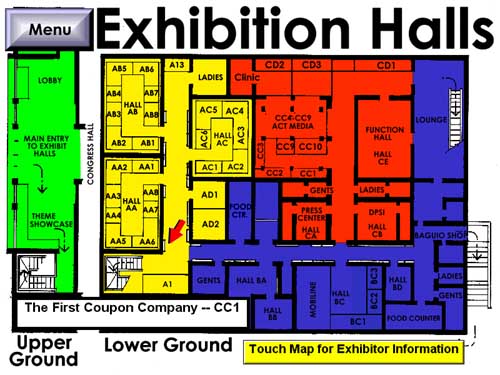 Menu
Exhibition Halls
LOBBY
MAIN ENTRY
TO EXHIBIT
HALLS
THEME
SHOWCASE
CONGRESS HALL
AB5 AB6
AB4 AB7
HALL
AB
AB3 AB8
AB2 AB1
A13
LADIES
AC5 AC4
AC6
HALL
AC
AC3
AC1 AC2
AA2 AA1
AA3 AA8
HALL
AA
AA4 AA7
AA5 AA6
AD1
AD2
A1
Clinic
CD2 CD3 CD1
CC4-CC9
ACT MEDIA
CC3
CC9 CC10
CC2 CC1
FUNCTION
HALL
HALL
CE
GENTS
LADIES
PRESS
CENTER
HALL
CA
DPSI
HALL
CB
LOUNGE
FOOD
CTR.
BAGUIO SHOP
GENTS
HALL BA
HALL
BB
MOBILINE
HALL
BC
BC3
BC2
BC1
HALL
BD
LADIES
GENTS
FOOD COUNTER
The First Coupon Company -- CC1
Upper
Ground
Lower Ground
Touch Map for Exhibitor Information